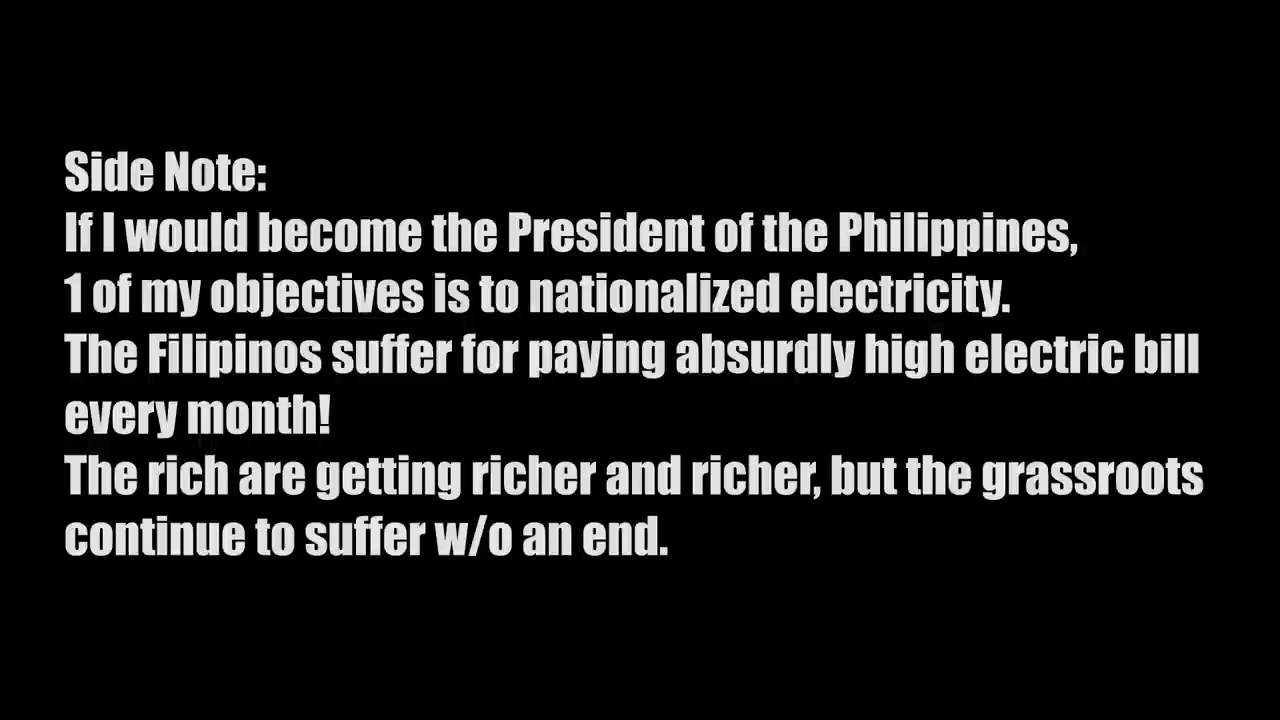 Side Note:
If I would become the President of the Philippines,
1 of my objectives is to nationalized electricity.
The Filipinos suffer for paying absurdly high electric bill
every month!
The rich are getting richer and richer, but the grassroots
continue to suffer w/o an end.